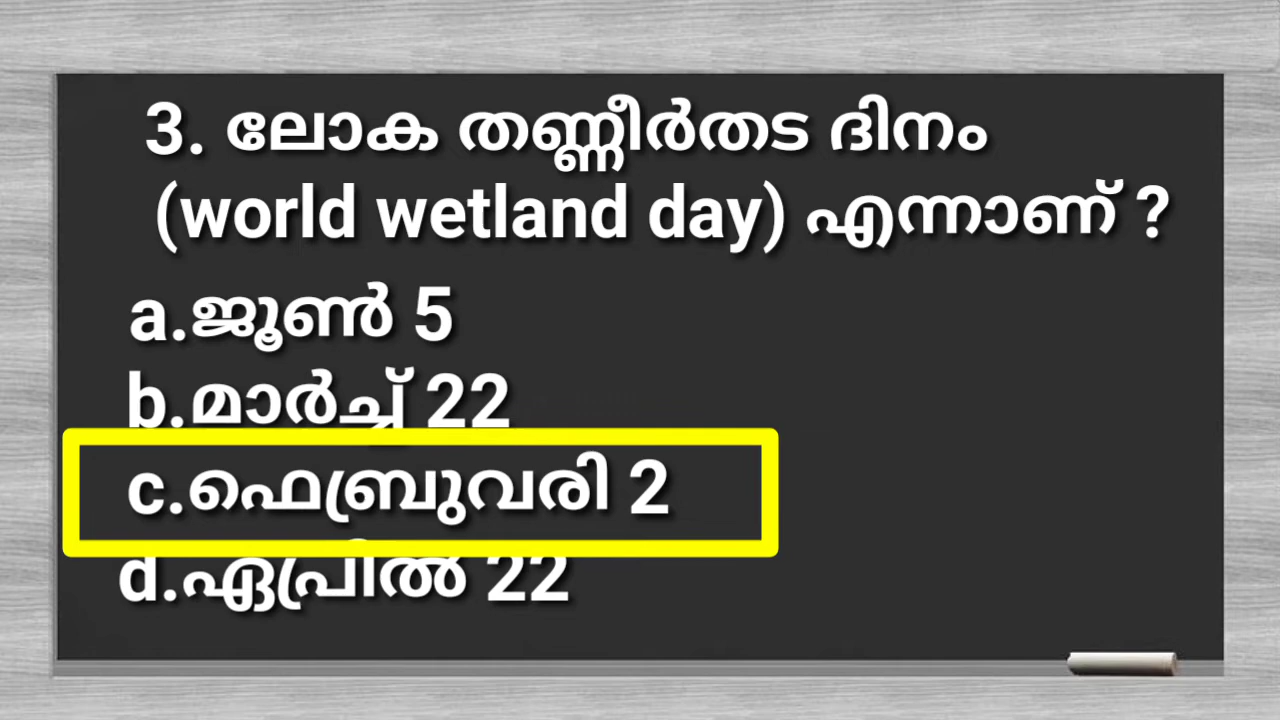 3. ലോക തണ്ണീർതട ദിനം
(world wetland day) എന്നാണ് ?
a.ജൂൺ 5
b.മാർച്ച് 22
c.ഫെബ്രുവരി 2
d.ഏപ്രിൽ 22